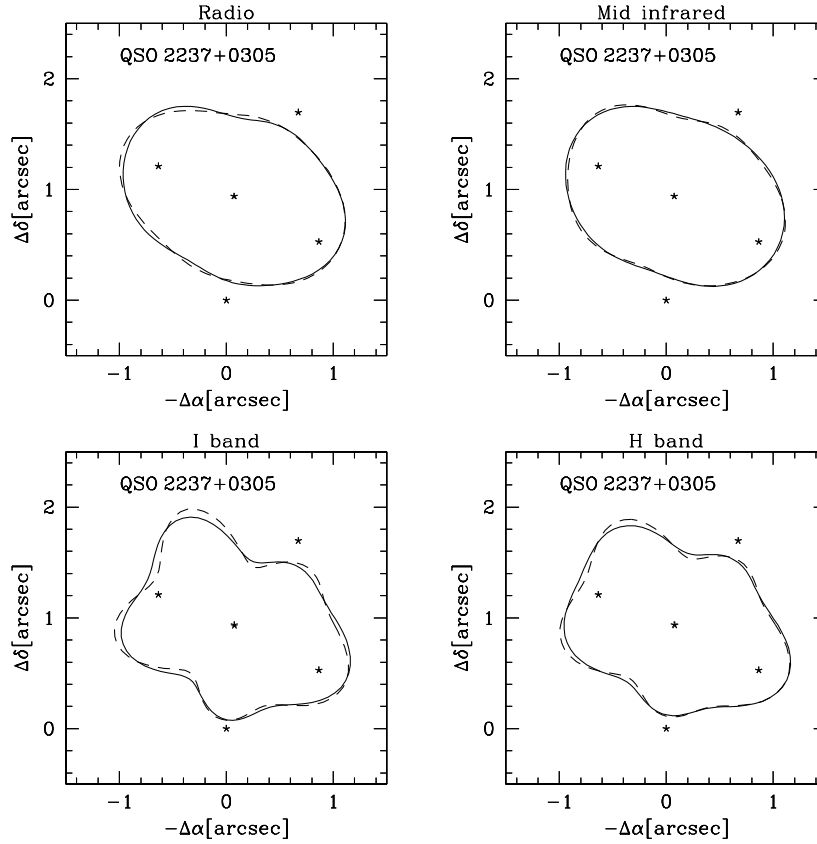 Radio
QSO 2237+0305
2
1
0
Δδ[arcsec]
−1 0 1
−Δα[arcsec]
Mid infrared
QSO 2237+0305
2
1
0
Δδ[arcsec]
−1 0 1
−Δα[arcsec]
I band
QSO 2237+0305
2
1
0
Δδ[arcsec]
−1 0 1
−Δα[arcsec]
H band
QSO 2237+0305
2
1
0
Δδ[arcsec]
−1 0 1
−Δα[arcsec]